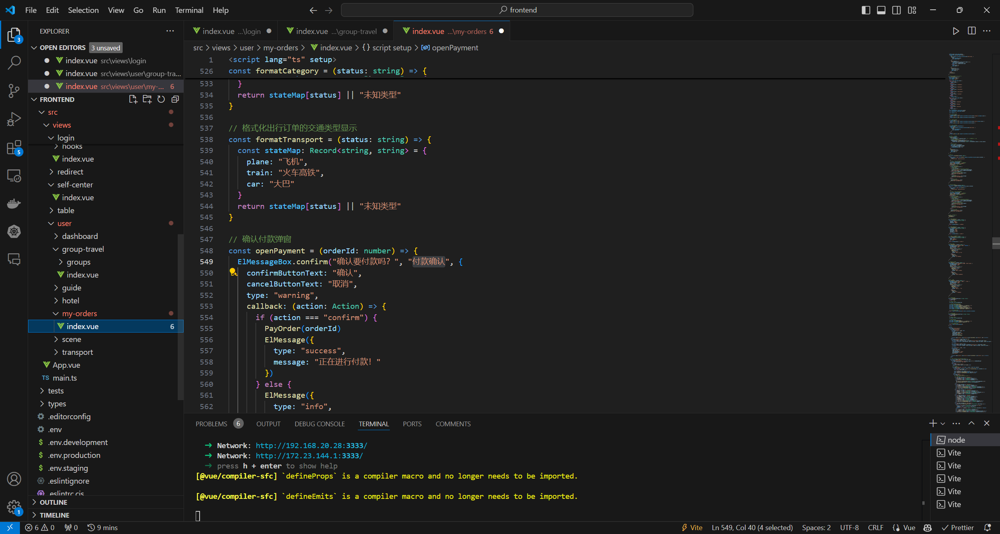 File Edit Selection View Go Run Terminal Help
frontend
EXPLORER
OPEN EDITORS 3 unsaved
index.vue src\views\login
index.vue src\views\user\group-tra...
index.vue src\views\user\my-... 6
FRONTEND
src
views
login
hooks
index.vue
redirect
self-center
index.vue
table
user
dashboard
group-travel
groups
index.vue
guide
hotel
my-orders
index.vue 6
scene
transport
App.vue
TS main.ts
tests
types
.editorconfig
.env
$ .env.development
$ .env.production
$ .env.staging
.eslintignore
.eslintrc.cjs
OUTLINE
TIMELINE
3
5
1
index.vue ...\login
index.vue ...\group-travel
index.vue ...\my-orders 6
src > views > user > my-orders > index.vue > {} script setup > openPayment
1 <script lang="ts" setup>
526 const formatCategory = (status: string) => {
533 }
534 return stateMap[status] || "未知类型"
535 }
536
537 // 格式化出行订单的交通类型显示
538 const formatTransport = (status: string) => {
539 const stateMap: Record<string, string> = {
540 plane: "飞机",
541 train: "火车高铁",
542 car: "大巴"
543 }
544 return stateMap[status] || "未知类型"
545 }
546
547 // 确认付款弹窗
548 const openPayment = (orderId: number) => {
549 ElMessageBox.confirm("确认要付款吗？", "付款确认", {
550 confirmButtonText: "确认",
551 cancelButtonText: "取消",
552 type: "warning",
553 callback: (action: Action) => {
554 if (action === "confirm") {
555 PayOrder(orderId)
556 ElMessage({
557 type: "success",
558 message: "正在进行付款！"
559 })
560 } else {
561 ElMessage({
562 type: "info",
PROBLEMS 6 OUTPUT DEBUG CONSOLE TERMINAL PORTS COMMENTS
➜ Network: http://192.168.20.28:3333/
➜ Network: http://172.23.144.1:3333/
➜ press h + enter to show help
[@vue/compiler-sfc] `defineProps` is a compiler macro and no longer needs to be imported.
[@vue/compiler-sfc] `defineEmits` is a compiler macro and no longer needs to be imported.
node
Vite
Vite
Vite
Vite
Vite
6 0 0 9 mins
Vite Ln 549, Col 40 (4 selected) Spaces: 2 UTF-8 CRLF Vue Prettier